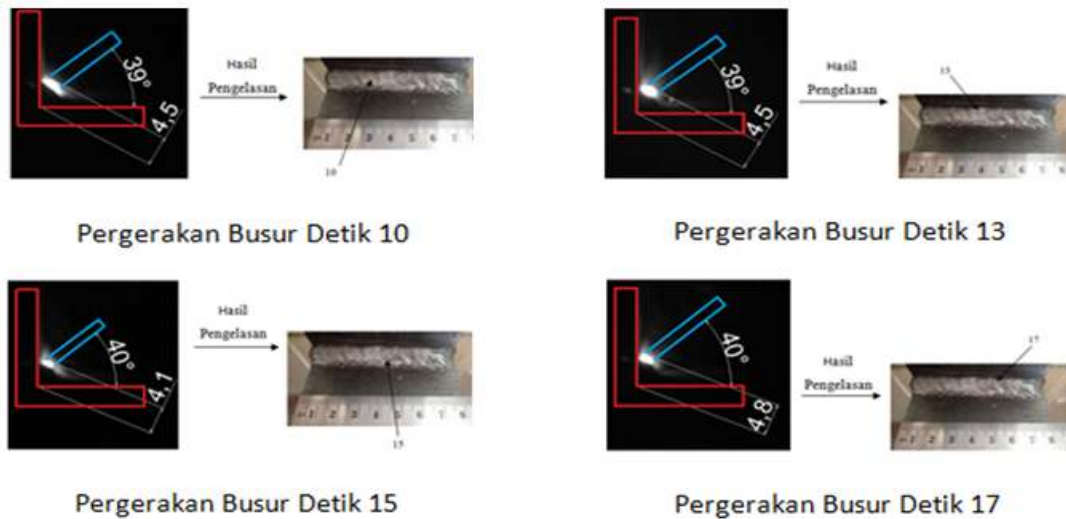 39°
4,5
Hasil
Pengelasan
10
Pergerakan Busur Detik 10
39°
4,5
Hasil
Pengelasan
13
Pergerakan Busur Detik 13
40°
4,1
Hasil
Pengelasan
15
Pergerakan Busur Detik 15
40°
4,8
Hasil
Pengelasan
17
Pergerakan Busur Detik 17